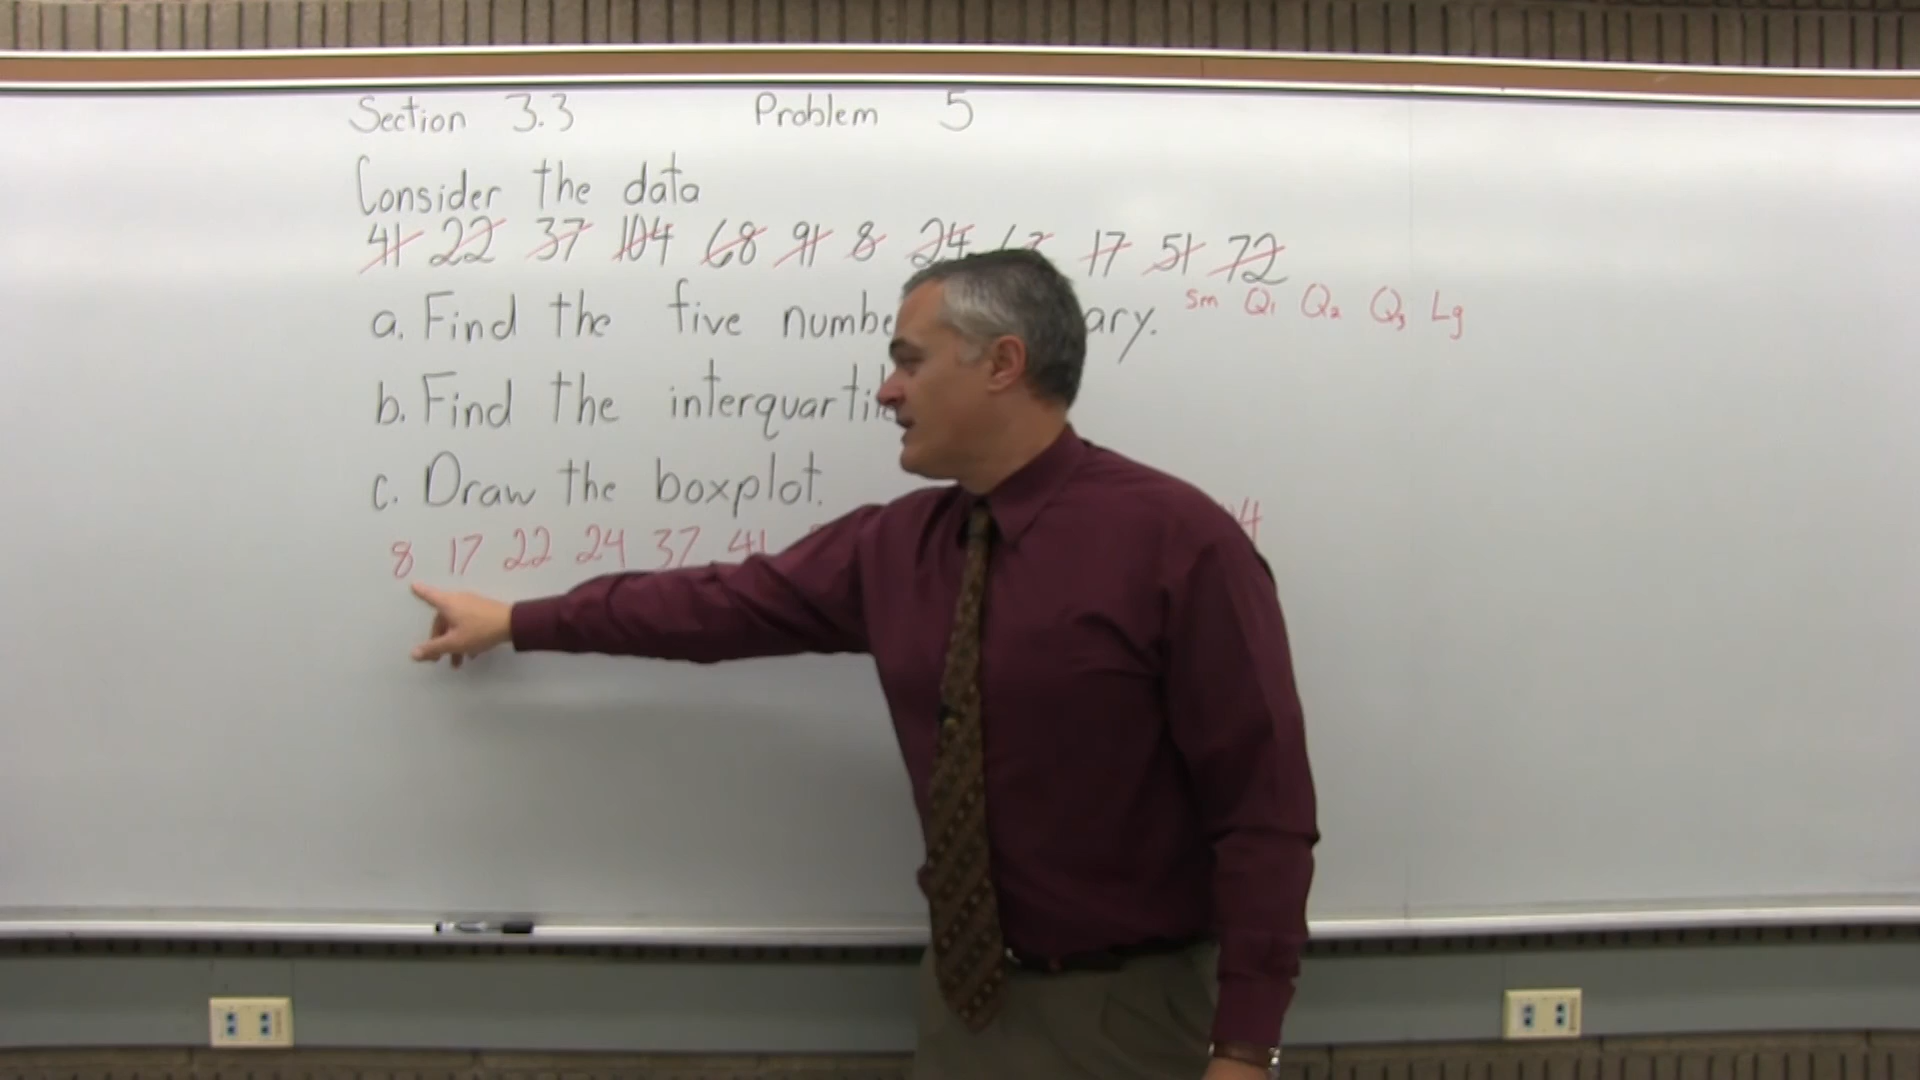 Section 3.3 Problem 5
Consider the data
41 22 37 104 68 91 8 24 17 51 72
a. Find the five numbe ary. Sm Q₁ Q₂ Q₃ Lg
b. Find the interquartile
c. Draw the boxplot.
8 17 22 24 37 41